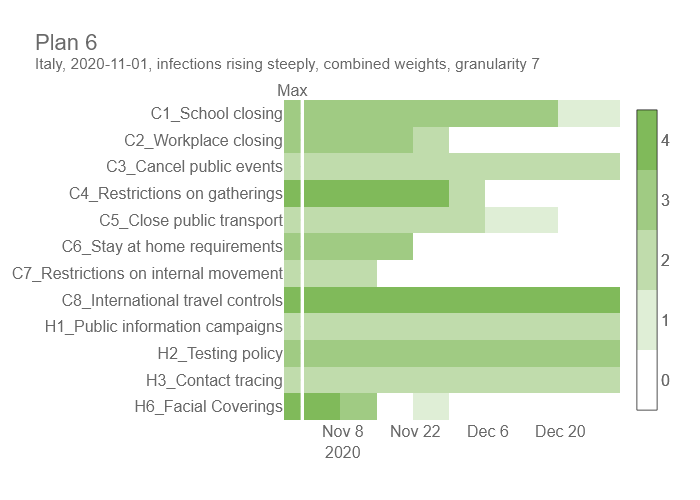 Plan 6
Italy, 2020-11-01, infections rising steeply, combined weights, granularity 7
Max
C1_School closing
C2_Workplace closing
C3_Cancel public events
C4_Restrictions on gatherings
C5_Close public transport
C6_Stay at home requirements
C7_Restrictions on internal movement
C8_International travel controls
H1_Public information campaigns
H2_Testing policy
H3_Contact tracing
H6_Facial Coverings
Nov 8 Nov 22 Dec 6 Dec 20
2020
4
3
2
1
0